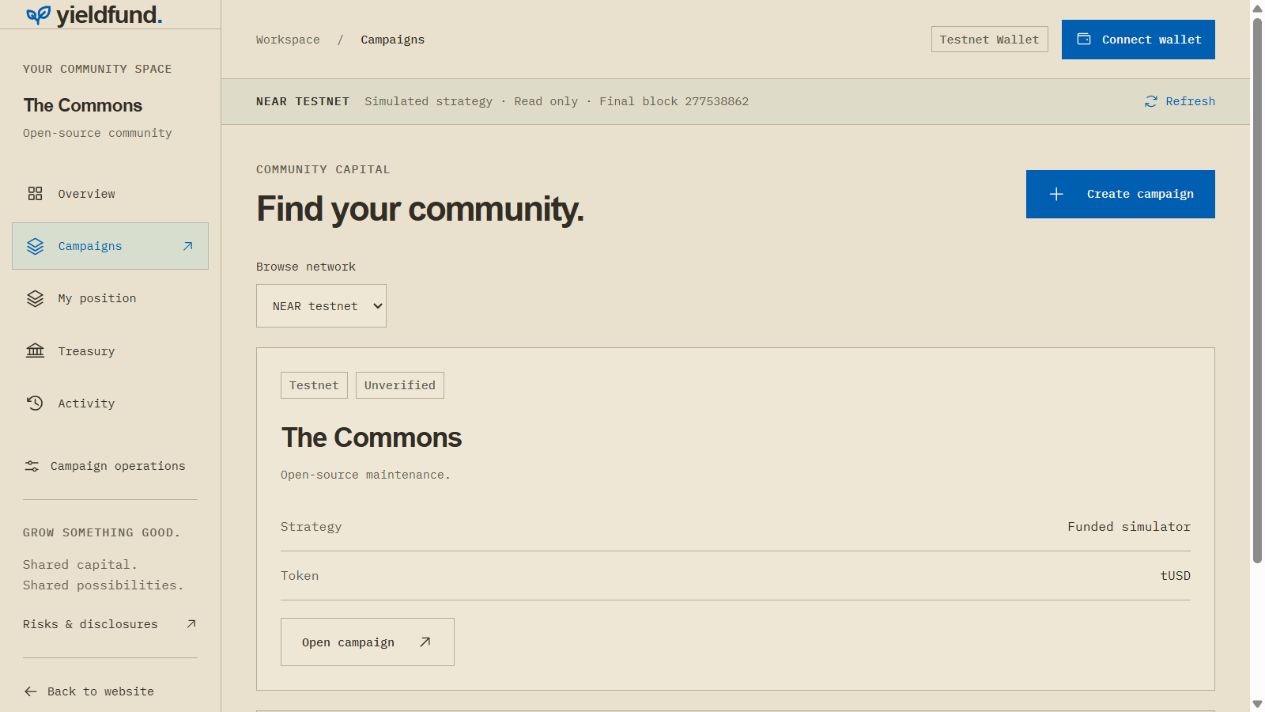 yieldfund.
YOUR COMMUNITY SPACE
The Commons
Open-source community
Overview
Campaigns
My position
Treasury
Activity
Campaign operations
GROW SOMETHING GOOD.
Shared capital.
Shared possibilities.
Risks & disclosures
Back to website
Workspace / Campaigns
Testnet Wallet
Connect wallet
NEAR TESTNET Simulated strategy · Read only · Final block 277538862
Refresh
COMMUNITY CAPITAL
Find your community.
Create campaign
Browse network
NEAR testnet
Testnet Unverified
The Commons
Open-source maintenance.
Strategy Funded simulator
Token tUSD
Open campaign